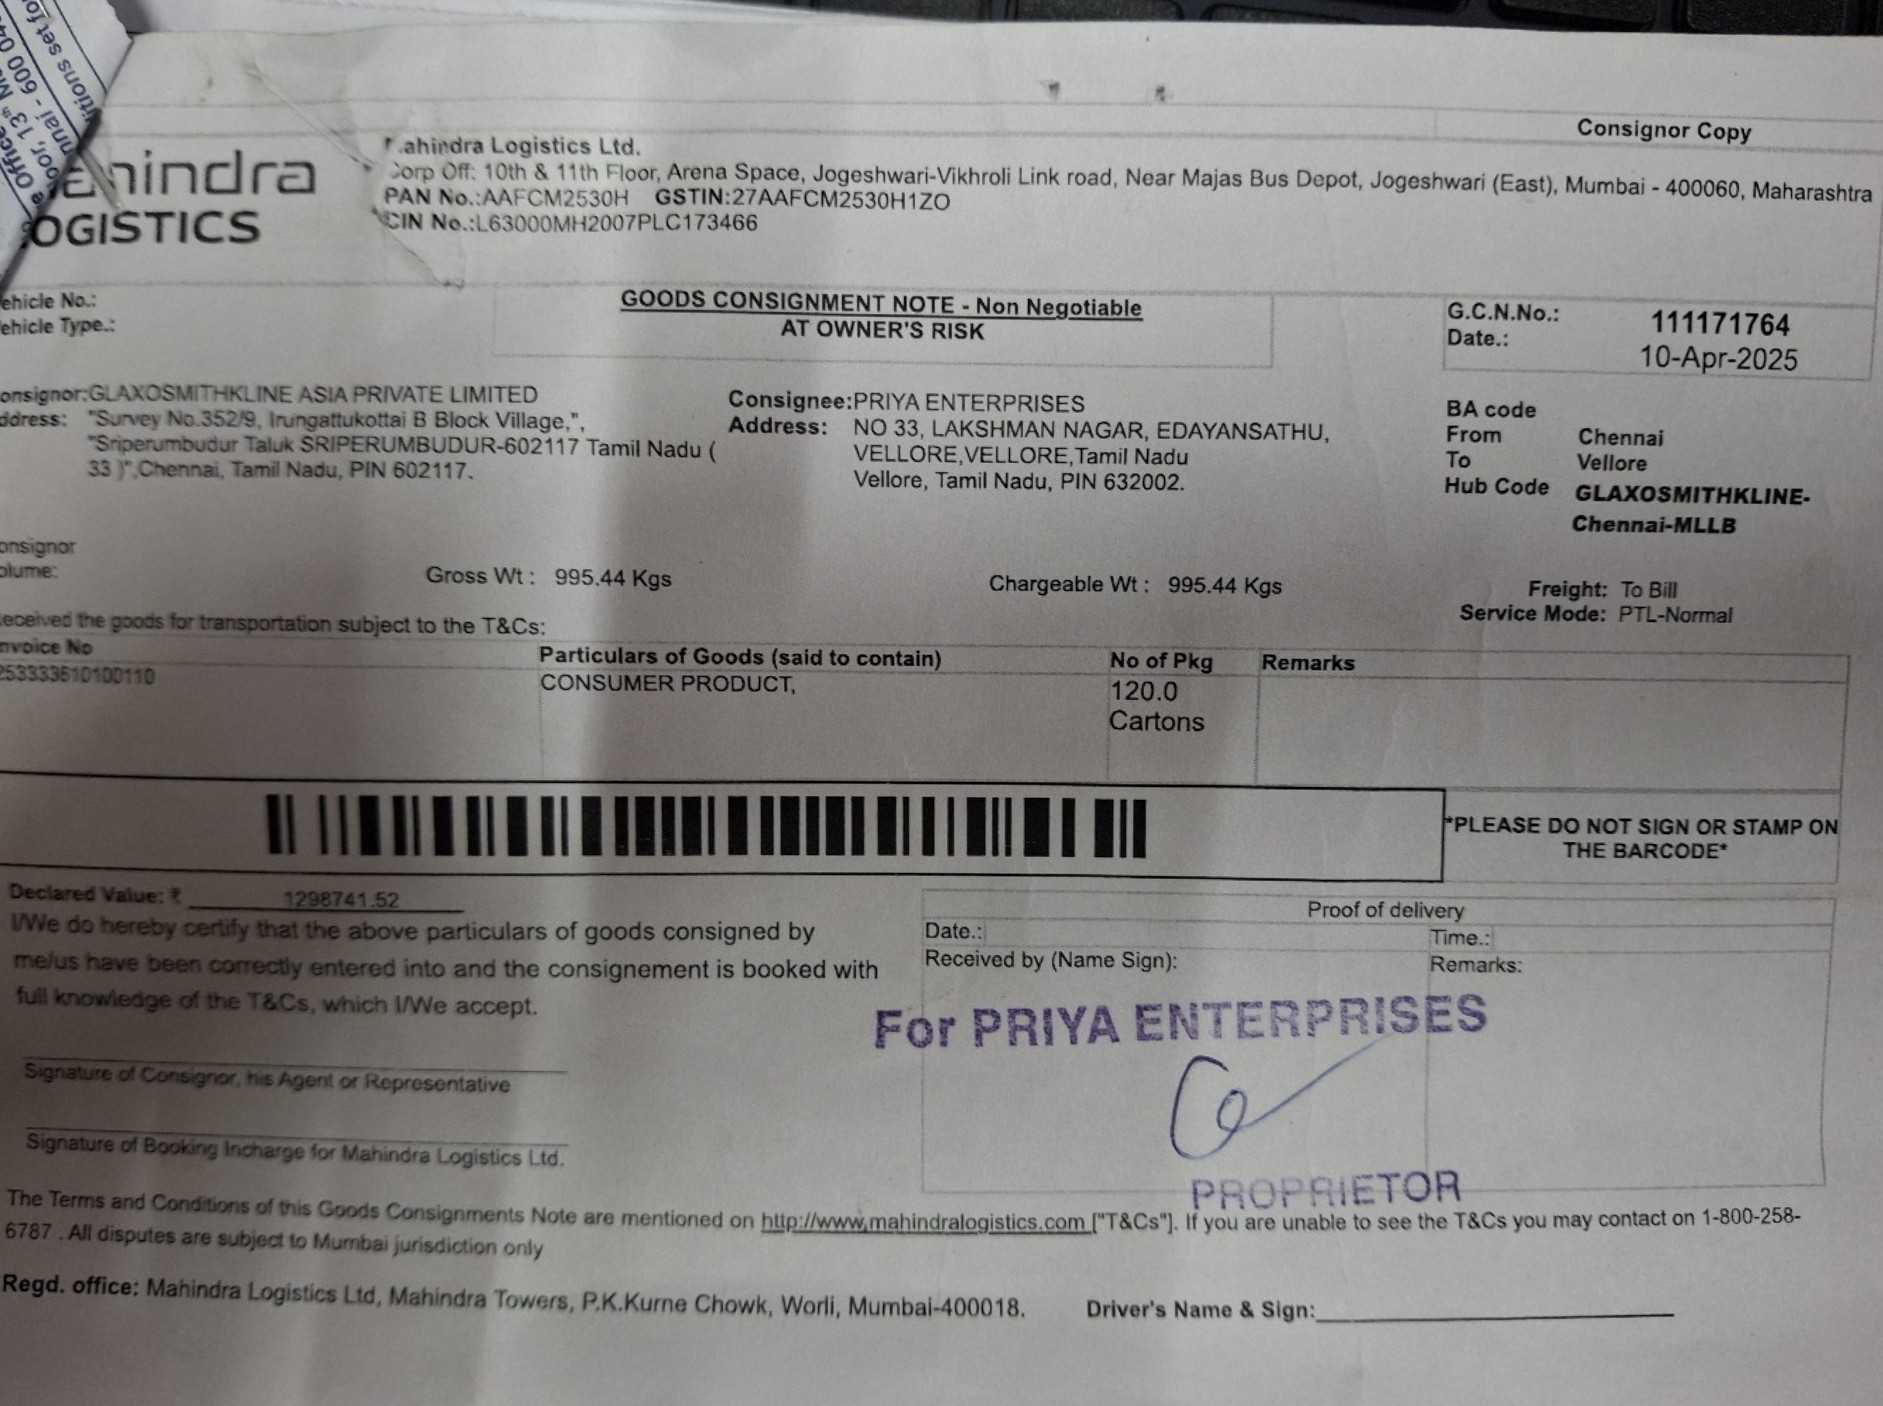 Consignor Copy
hindra
OGISTICS
ahindra Logistics Ltd.
Corp Off: 10th & 11th Floor, Arena Space, Jogeshwari-Vikhroli Link road, Near Majas Bus Depot, Jogeshwari (East), Mumbai - 400060, Maharashtra
PAN No.:AAFCM2530H GSTIN:27AAFCM2530H1ZO
CIN No.:L63000MH2007PLC173466
ehicle No.:
ehicle Type.:
GOODS CONSIGNMENT NOTE - Non Negotiable
AT OWNER'S RISK
G.C.N.No.: 111171764
Date.: 10-Apr-2025
onsignor:GLAXOSMITHKLINE ASIA PRIVATE LIMITED
ddress: "Survey No.352/9, Irungattukottai B Block Village,",
"Sriperumbudur Taluk SRIPERUMBUDUR-602117 Tamil Nadu (
33 )",Chennai, Tamil Nadu, PIN 602117.
Consignee:PRIYA ENTERPRISES
Address: NO 33, LAKSHMAN NAGAR, EDAYANSATHU,
VELLORE,VELLORE,Tamil Nadu
Vellore, Tamil Nadu, PIN 632002.
BA code
From Chennai
To Vellore
Hub Code GLAXOSMITHKLINE-
Chennai-MLLB
onsignor
olume:
Gross Wt : 995.44 Kgs
Chargeable Wt : 995.44 Kgs
Freight: To Bill
Service Mode: PTL-Normal
eceived the goods for transportation subject to the T&Cs:
nvoice No
Particulars of Goods (said to contain)
No of Pkg
Remarks
253333610100110
CONSUMER PRODUCT,
120.0
Cartons
*PLEASE DO NOT SIGN OR STAMP ON
THE BARCODE*
Declared Value: ₹ 1298741.52
I/We do hereby certify that the above particulars of goods consigned by
me/us have been correctly entered into and the consignement is booked with
full knowledge of the T&Cs, which I/We accept.
Proof of delivery
Date.:
Time.:
Received by (Name Sign):
Remarks:
For PRIYA ENTERPRISES
PROPRIETOR
Signature of Consignor, his Agent or Representative
Signature of Booking Incharge for Mahindra Logistics Ltd.
The Terms and Conditions of this Goods Consignments Note are mentioned on http://www.mahindralogistics.com ["T&Cs"]. If you are unable to see the T&Cs you may contact on 1-800-258-
6787 . All disputes are subject to Mumbai jurisdiction only
Regd. office: Mahindra Logistics Ltd, Mahindra Towers, P.K.Kurne Chowk, Worli, Mumbai-400018.
Driver's Name & Sign: